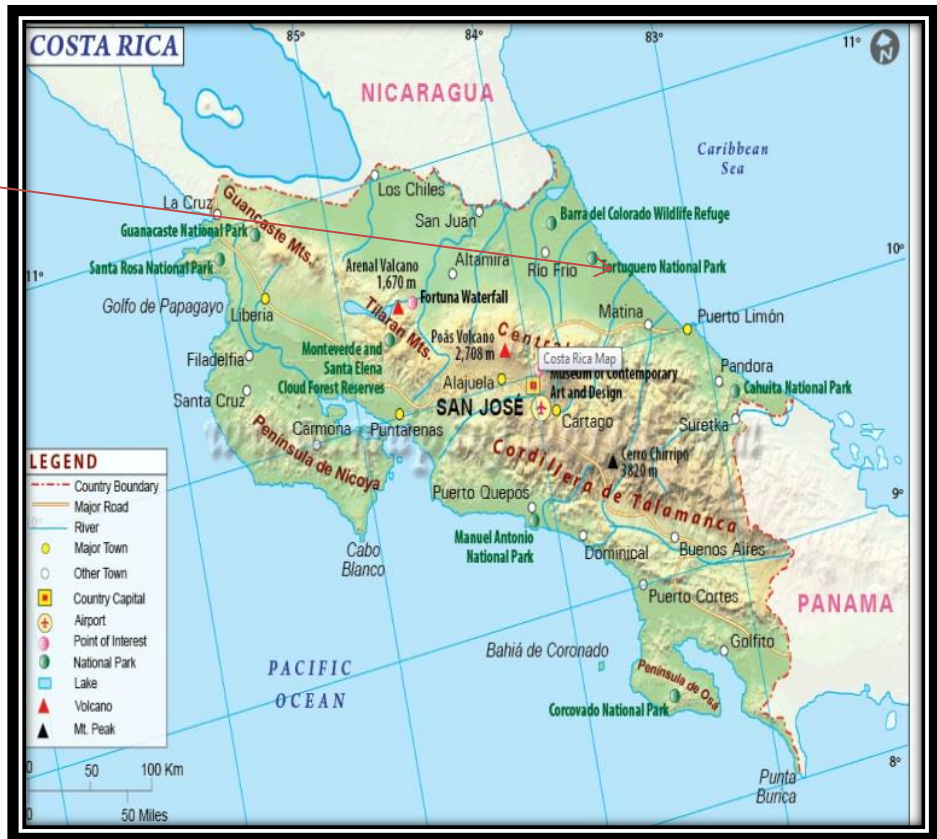 COSTA RICA
85°
84°
83°
11°
N
NICARAGUA
Caribbean
Sea
Los Chiles
La Cruz
Guancaste Mts.
San Juan
Barra del Colorado Wildlife Refuge
Guanacaste National Park
10°
Santa Rosa National Park
Arenal Valcano
1,670 m
Altamira
Rio Frio
Tortuguero National Park
11°
Fortuna Waterfall
Golfo de Papagayo
Liberia
Tilaran Mts.
Matina
Puerto Limón
Poás Volcano
2,708 m
Central
Costa Rica Map
Filadelfia
Monteverde and
Santa Elena
Cloud Forest Reserves
Pandora
Museum of Contemporary
Art and Design
Alajuela
Cahuita National Park
Santa Cruz
SAN JOSÉ
Cartago
Suretka
Carmona
Puntarenas
Peninsula de Nicoya
Cordillera de Talamanca
Cerro Chirripo
3820 m
LEGEND
Country Boundary
Major Road
River
Major Town
Other Town
Country Capital
Airport
Point of Interest
National Park
Lake
Volcano
Mt. Peak
Puerto Quepos
9°
Manuel Antonio
National Park
Dominical
Buenos Aires
Cabo
Blanco
Puerto Cortes
PANAMA
Golfito
Bahiá de Coronado
PACIFIC
OCEAN
Peninsula de Osa
Corcovado National Park
8°
Punta
Burica
0 50 100 Km
0 50 Miles